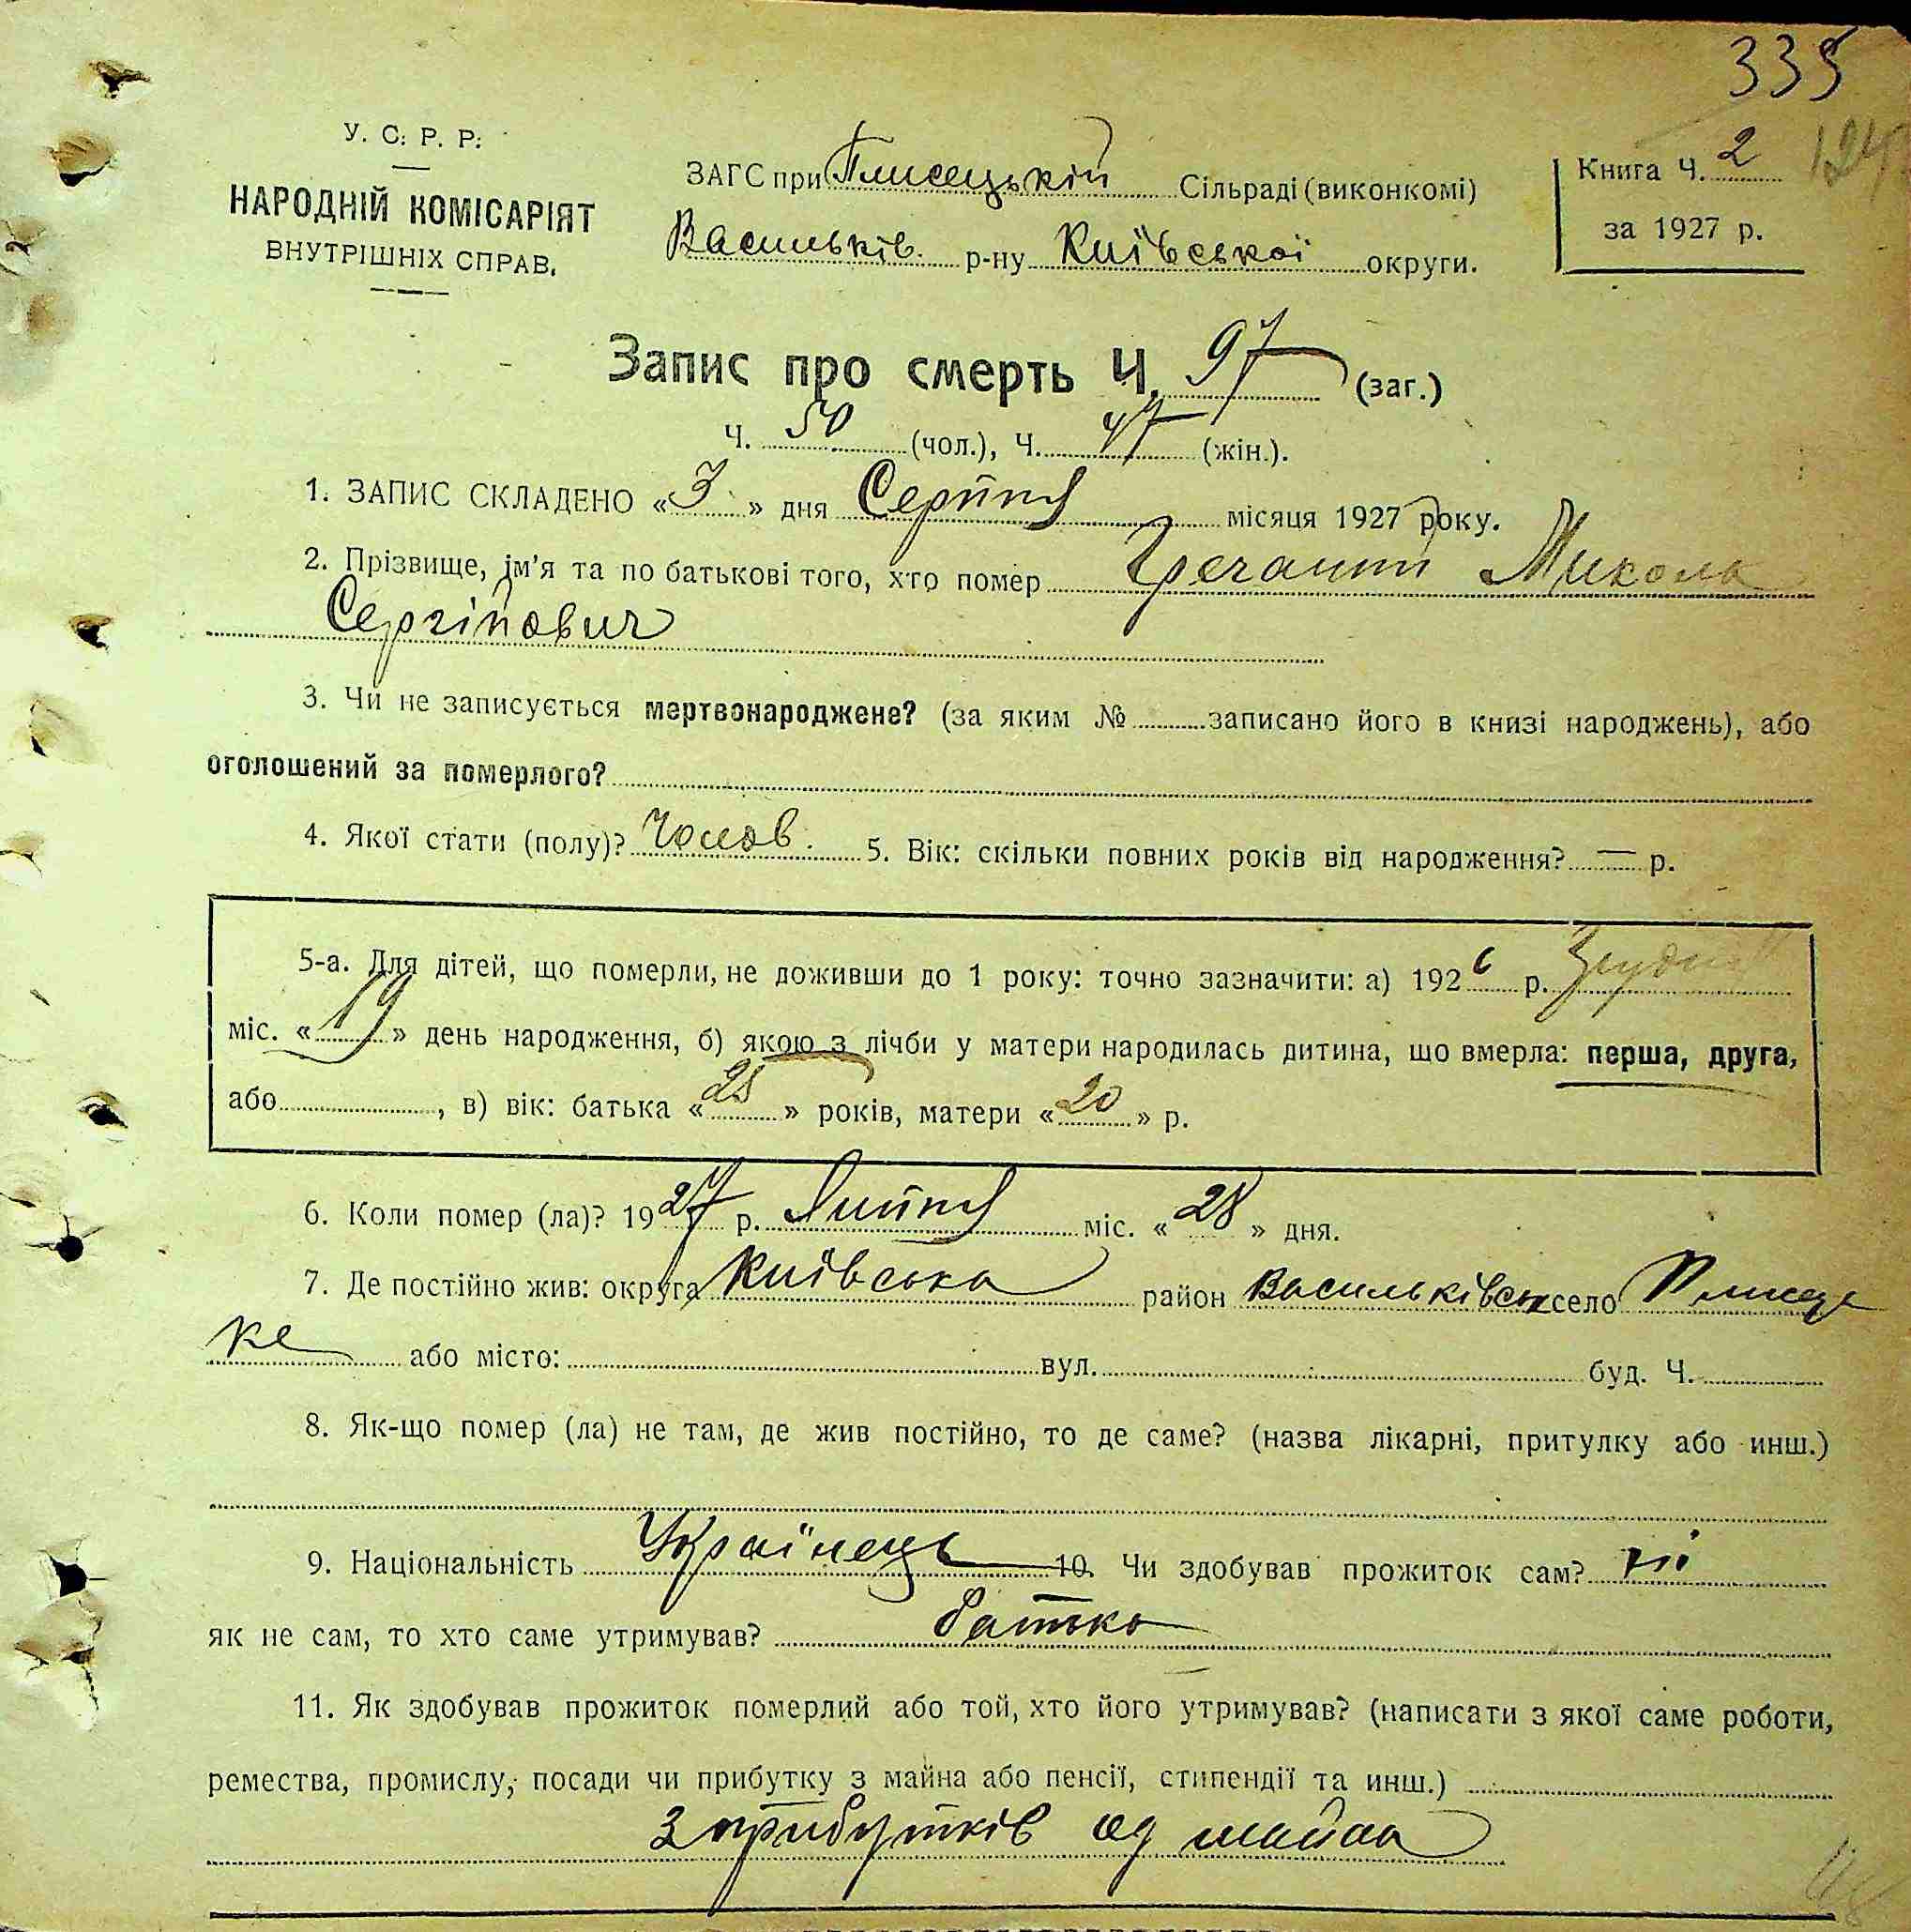 335
124
У. С. Р. Р.
НАРОДНІЙ КОМІСАРІЯТ
ВНУТРІШНІХ СПРАВ.
ЗАГС при Плисецькій Сільраді (виконкомі)
Васильків. р-ну Київської округи.
Книга Ч. 2
за 1927 р.
Запис про смерть Ч. 97 (заг.)
Ч. 50 (чол.), Ч. 47 (жін.).
1. ЗАПИС СКЛАДЕНО «3» дня Серпня місяця 1927 року.
2. Прізвище, ім'я та по батькові того, хто помер Гречаний Микола
Сергійович
3. Чи не записується мертвонароджене? (за яким № записано його в книзі народжень), або
оголошений за померлого?
4. Якої стати (полу)? Чолов. 5. Вік: скільки повних років від народження? — р.
5-а. Для дітей, що померли, не доживши до 1 року: точно зазначити: а) 1926 р. Грудня
міс. «19» день народження, б) якою з лічби у матери народилась дитина, що вмерла: перша, друга,
або , в) вік: батька «25» років, матери «20» р.
6. Коли помер (ла)? 1927 р. Липня міс. «28» дня.
7. Де постійно жив: округа Київська район Васильківськ село Плисець
ке або місто: вул. буд. Ч.
8. Як-що помер (ла) не там, де жив постійно, то де саме? (назва лікарні, притулку або инш.)
9. Національність Українець 10. Чи здобував прожиток сам? ні
як не сам, то хто саме утримував? батько
11. Як здобував прожиток померлий або той, хто його утримував? (написати з якої саме роботи,
ремества, промислу, посади чи прибутку з майна або пенсії, стипендії та инш.)
З прибутків од майна